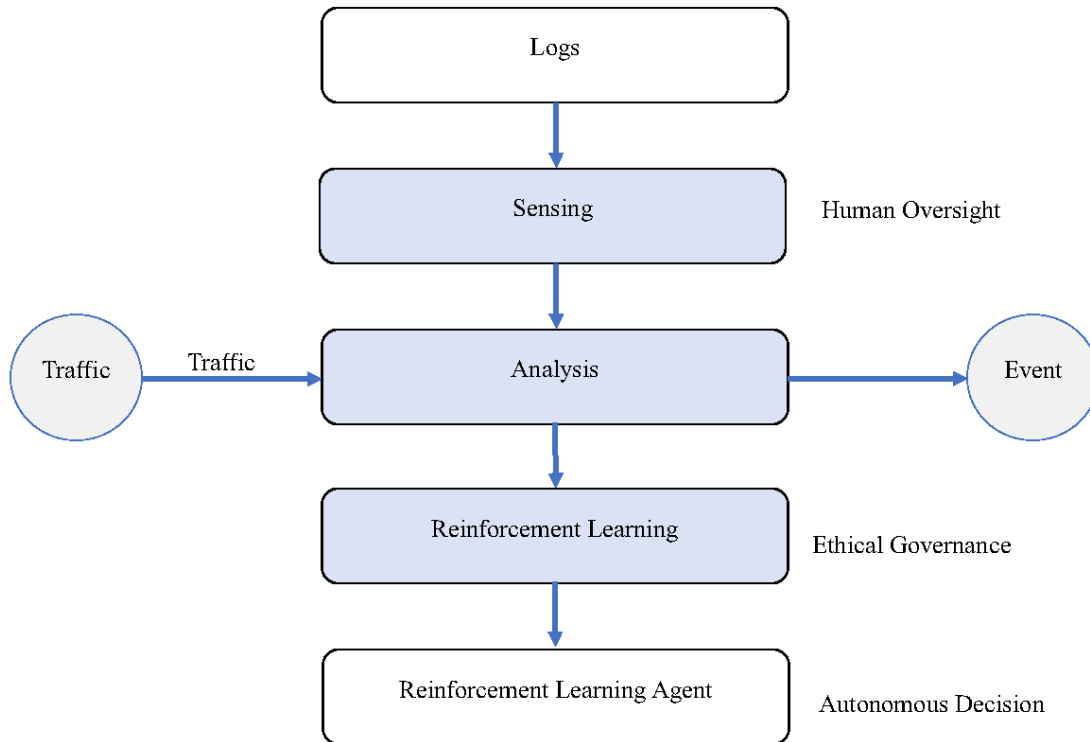 Logs
Sensing
Human Oversight
Traffic
Traffic
Analysis
Event
Reinforcement Learning
Ethical Governance
Reinforcement Learning Agent
Autonomous Decision